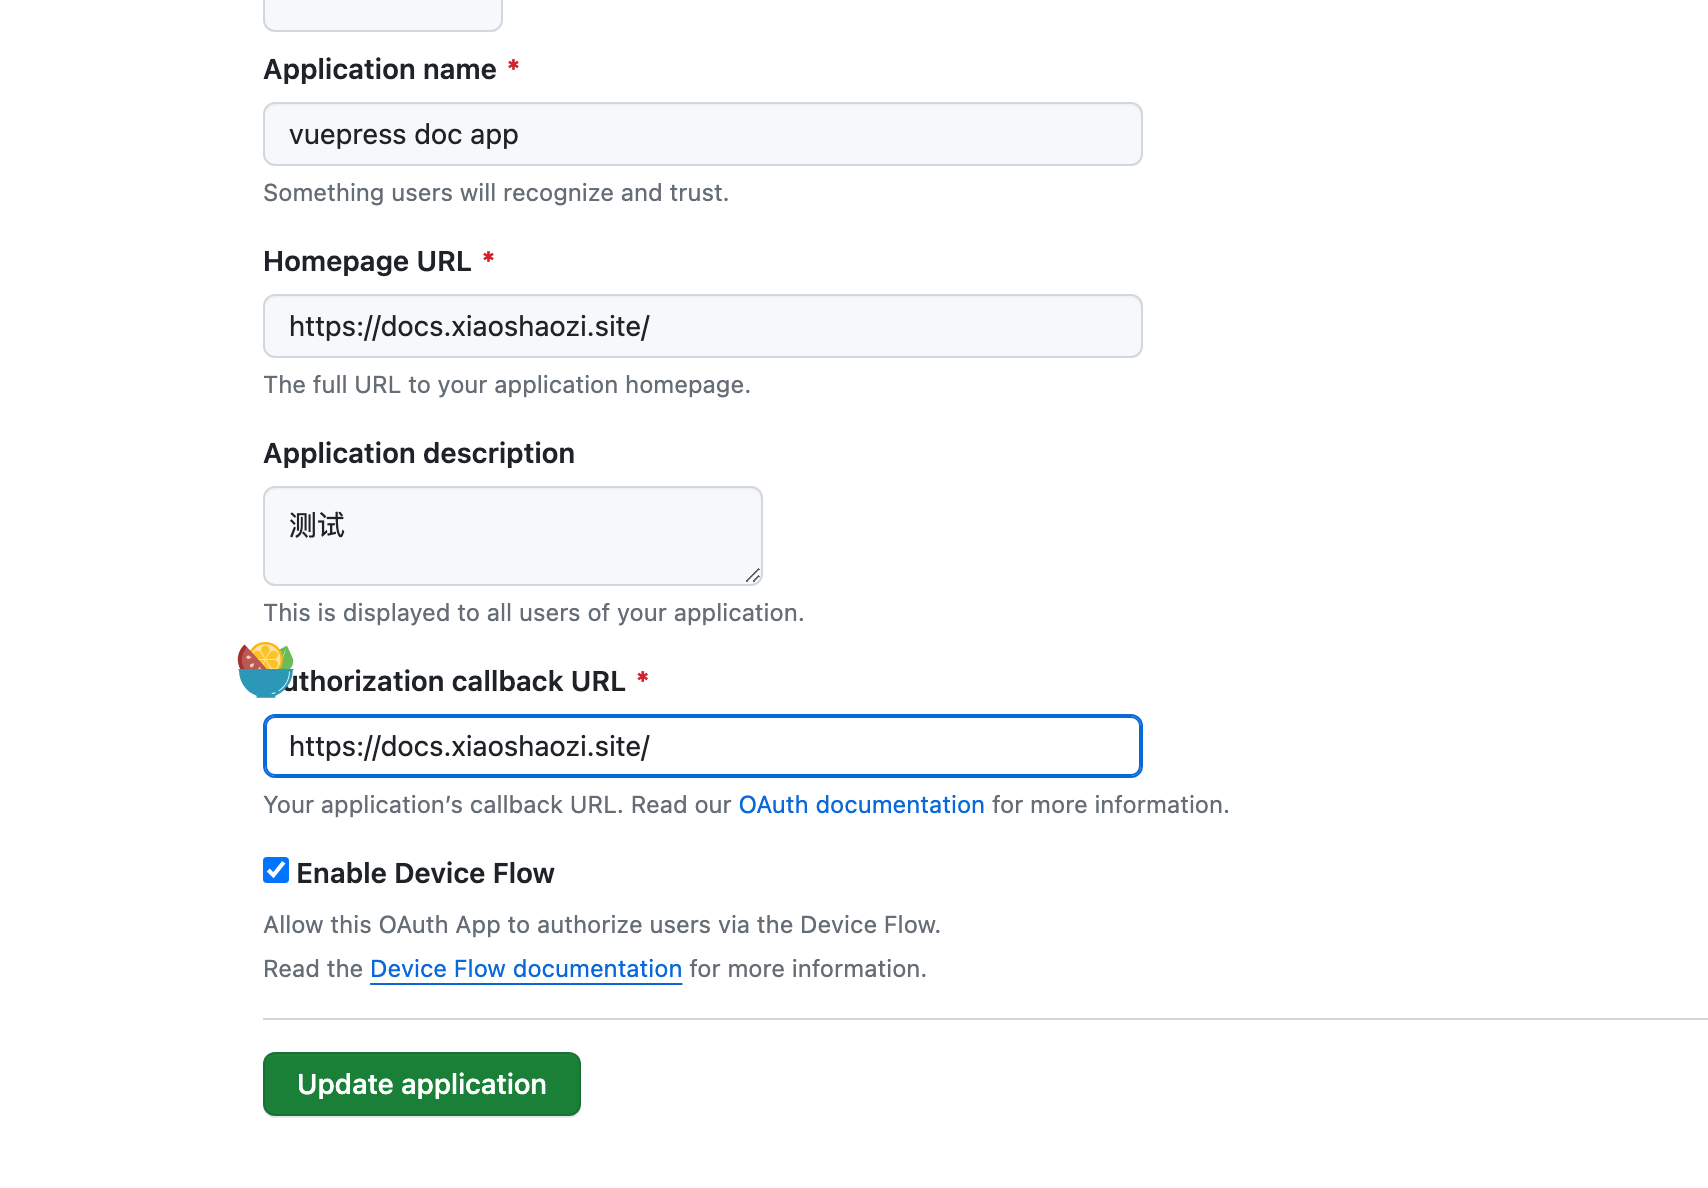 Application name *
vuepress doc app
Something users will recognize and trust.
Homepage URL *
https://docs.xiaoshaozi.site/
The full URL to your application homepage.
Application description
测试
This is displayed to all users of your application.
uthorization callback URL *
https://docs.xiaoshaozi.site/
Your application’s callback URL. Read our OAuth documentation for more information.
Enable Device Flow
Allow this OAuth App to authorize users via the Device Flow.
Read the Device Flow documentation for more information.
Update application